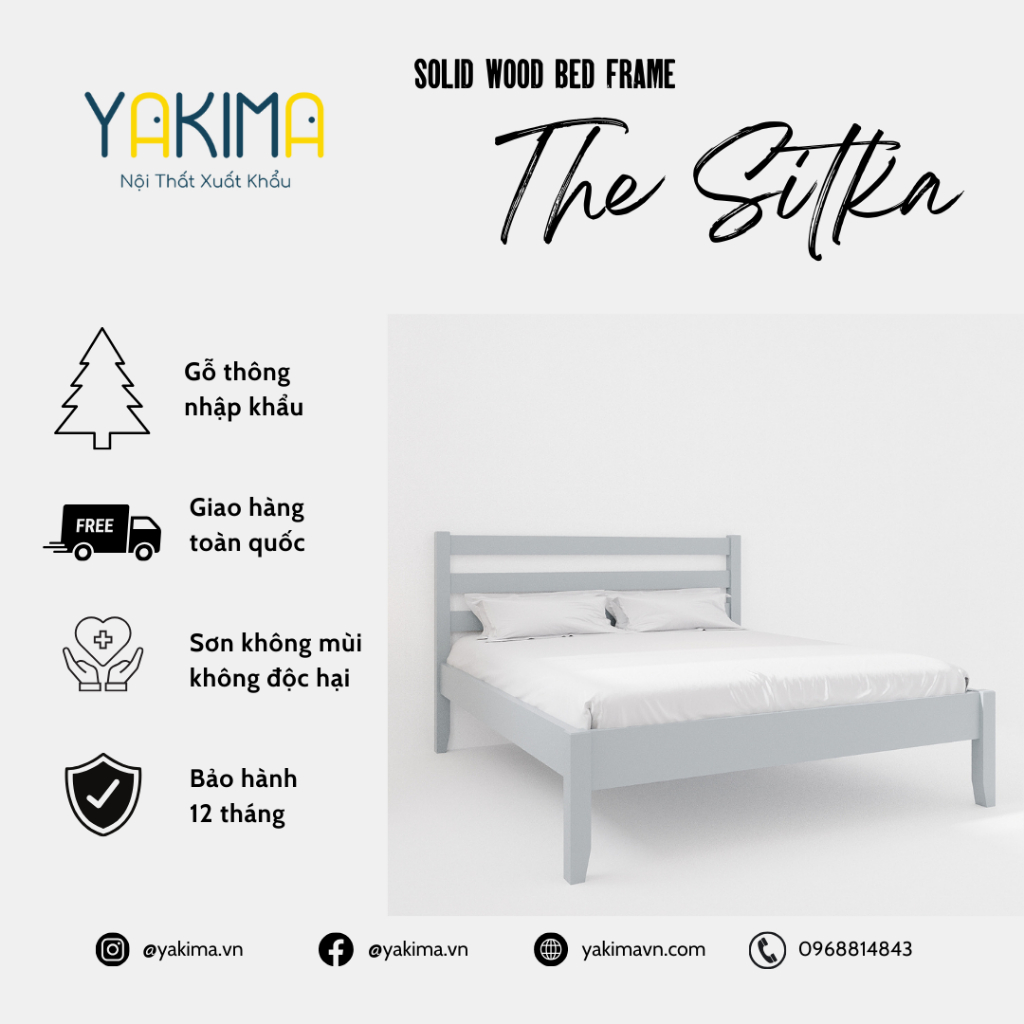 YAKIMA
Nội Thất Xuất Khẩu
SOLID WOOD BED FRAME
The Sitka
Gỗ thông
nhập khẩu
FREE
Giao hàng
toàn quốc
Sơn không mùi
không độc hại
Bảo hành
12 tháng
@yakima.vn
@yakima.vn
yakimavn.com
0968814843